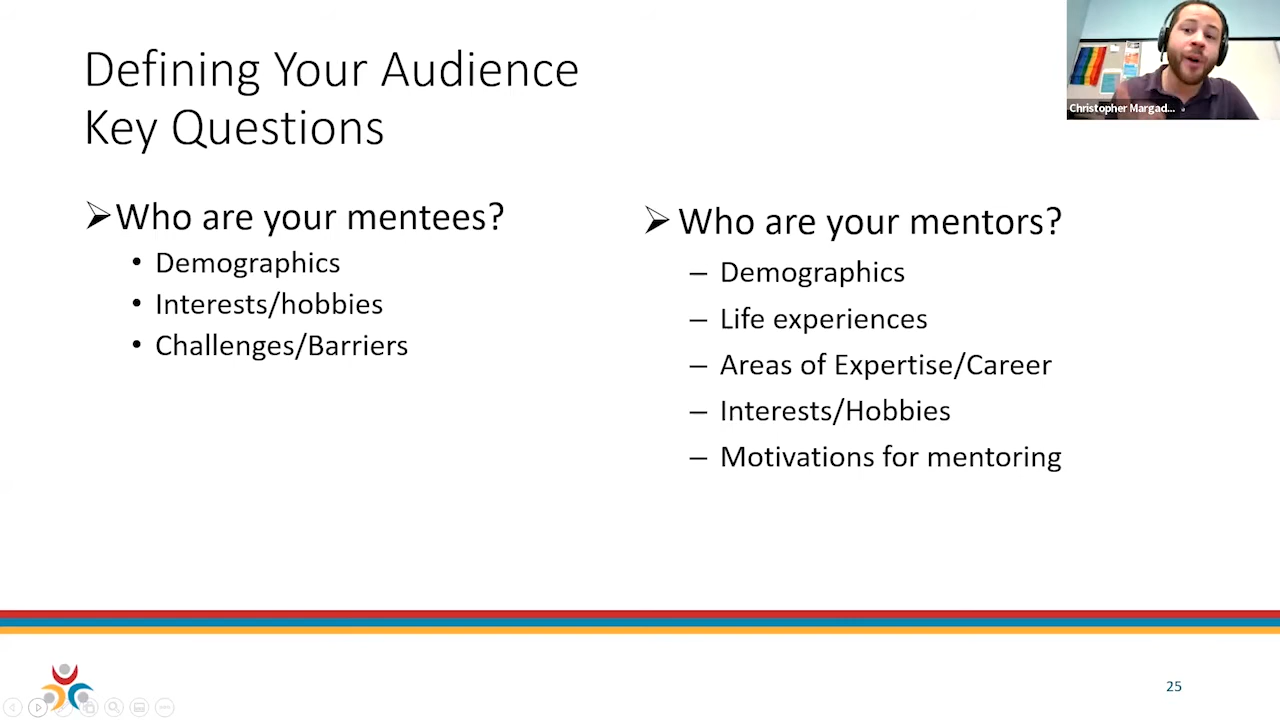 Defining Your Audience
Key Questions
Christopher Margad...
➢Who are your mentees?
• Demographics
• Interests/hobbies
• Challenges/Barriers
➢ Who are your mentors?
– Demographics
– Life experiences
– Areas of Expertise/Career
– Interests/Hobbies
– Motivations for mentoring
25